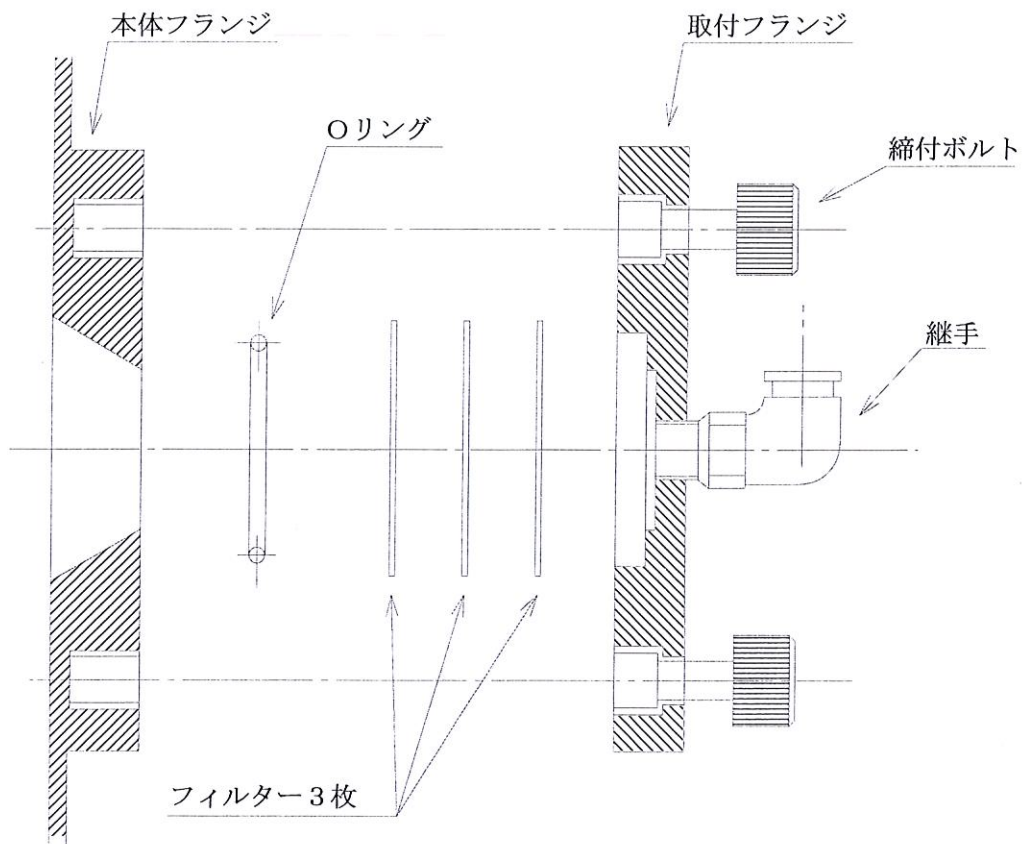 本体フランジ
取付フランジ
Oリング
締付ボルト
継手
フィルター3枚